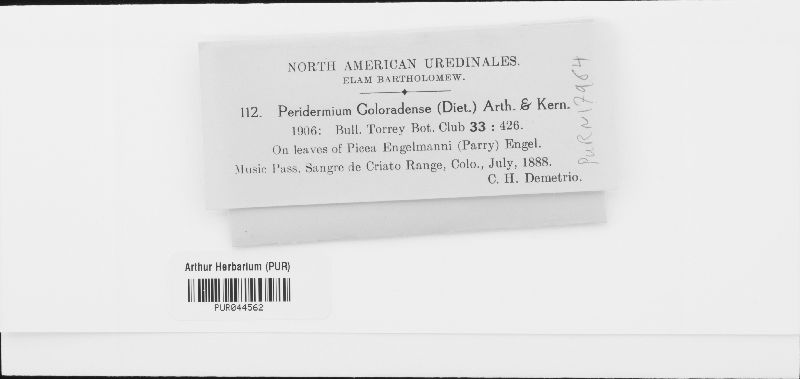 NORTH AMERICAN UREDINALES.
ELAM BARTHOLOMEW.
112. Peridermium Coloradense (Diet.) Arth. & Kern.
1906: Bull. Torrey Bot. Club 33 : 426.
On leaves of Picea Engelmanni (Parry) Engel.
Music Pass. Sangre de Criato Range, Colo., July, 1888.
C. H. Demetrio.
PUR N17964
Arthur Herbarium (PUR)
PUR044562